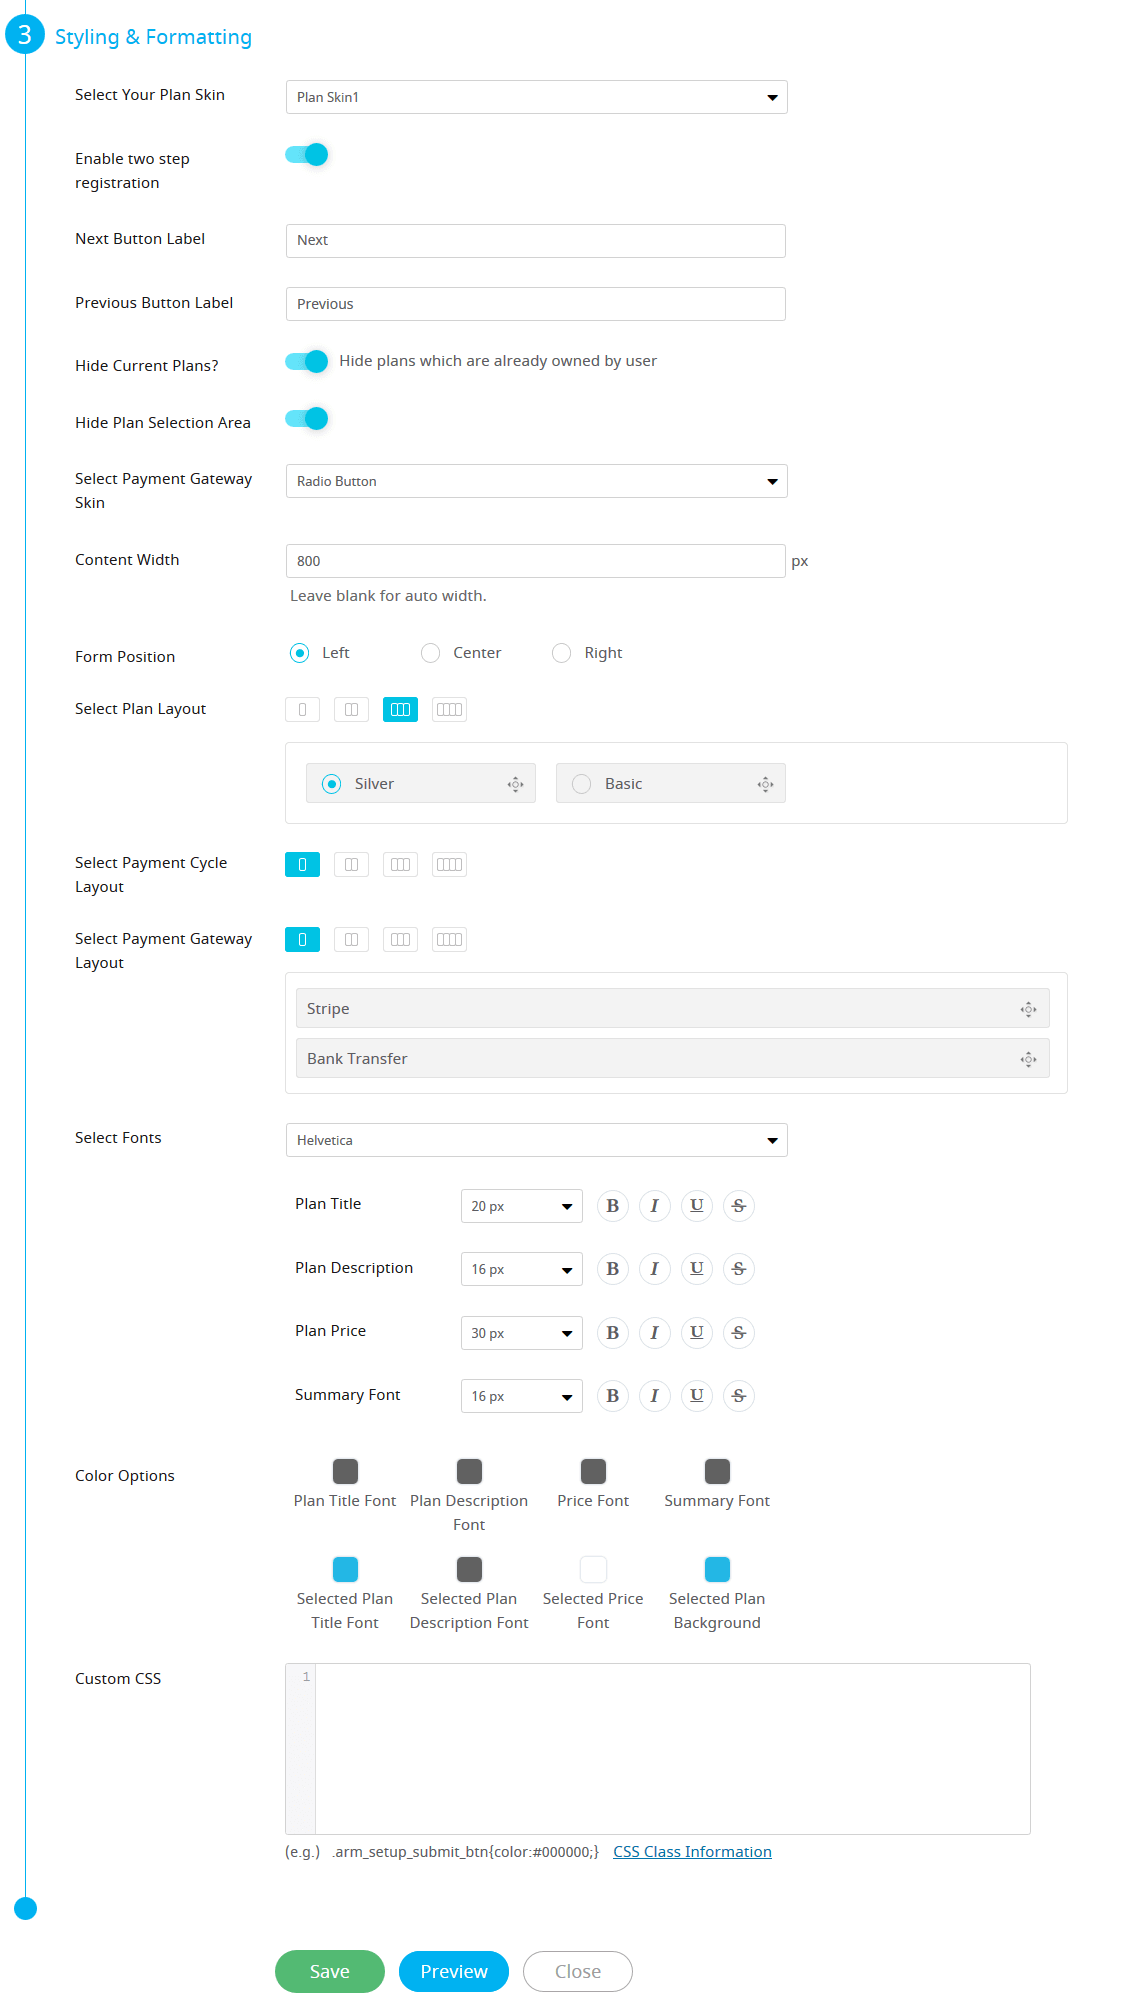 3 Styling & Formatting
Select Your Plan Skin
Plan Skin1
Enable two step
registration
Next Button Label
Next
Previous Button Label
Previous
Hide Current Plans?
Hide plans which are already owned by user
Hide Plan Selection Area
Select Payment Gateway
Skin
Radio Button
Content Width
800 px
Leave blank for auto width.
Form Position
Left Center Right
Select Plan Layout
Silver Basic
Select Payment Cycle
Layout
Select Payment Gateway
Layout
Stripe
Bank Transfer
Select Fonts
Helvetica
Plan Title 20 px B I U S
Plan Description 16 px B I U S
Plan Price 30 px B I U S
Summary Font 16 px B I U S
Color Options
Plan Title Font
Plan Description
Font
Price Font
Summary Font
Selected Plan
Title Font
Selected Plan
Description Font
Selected Price
Font
Selected Plan
Background
Custom CSS
1
(e.g.) .arm_setup_submit_btn{color:#000000;} CSS Class Information
Save Preview Close